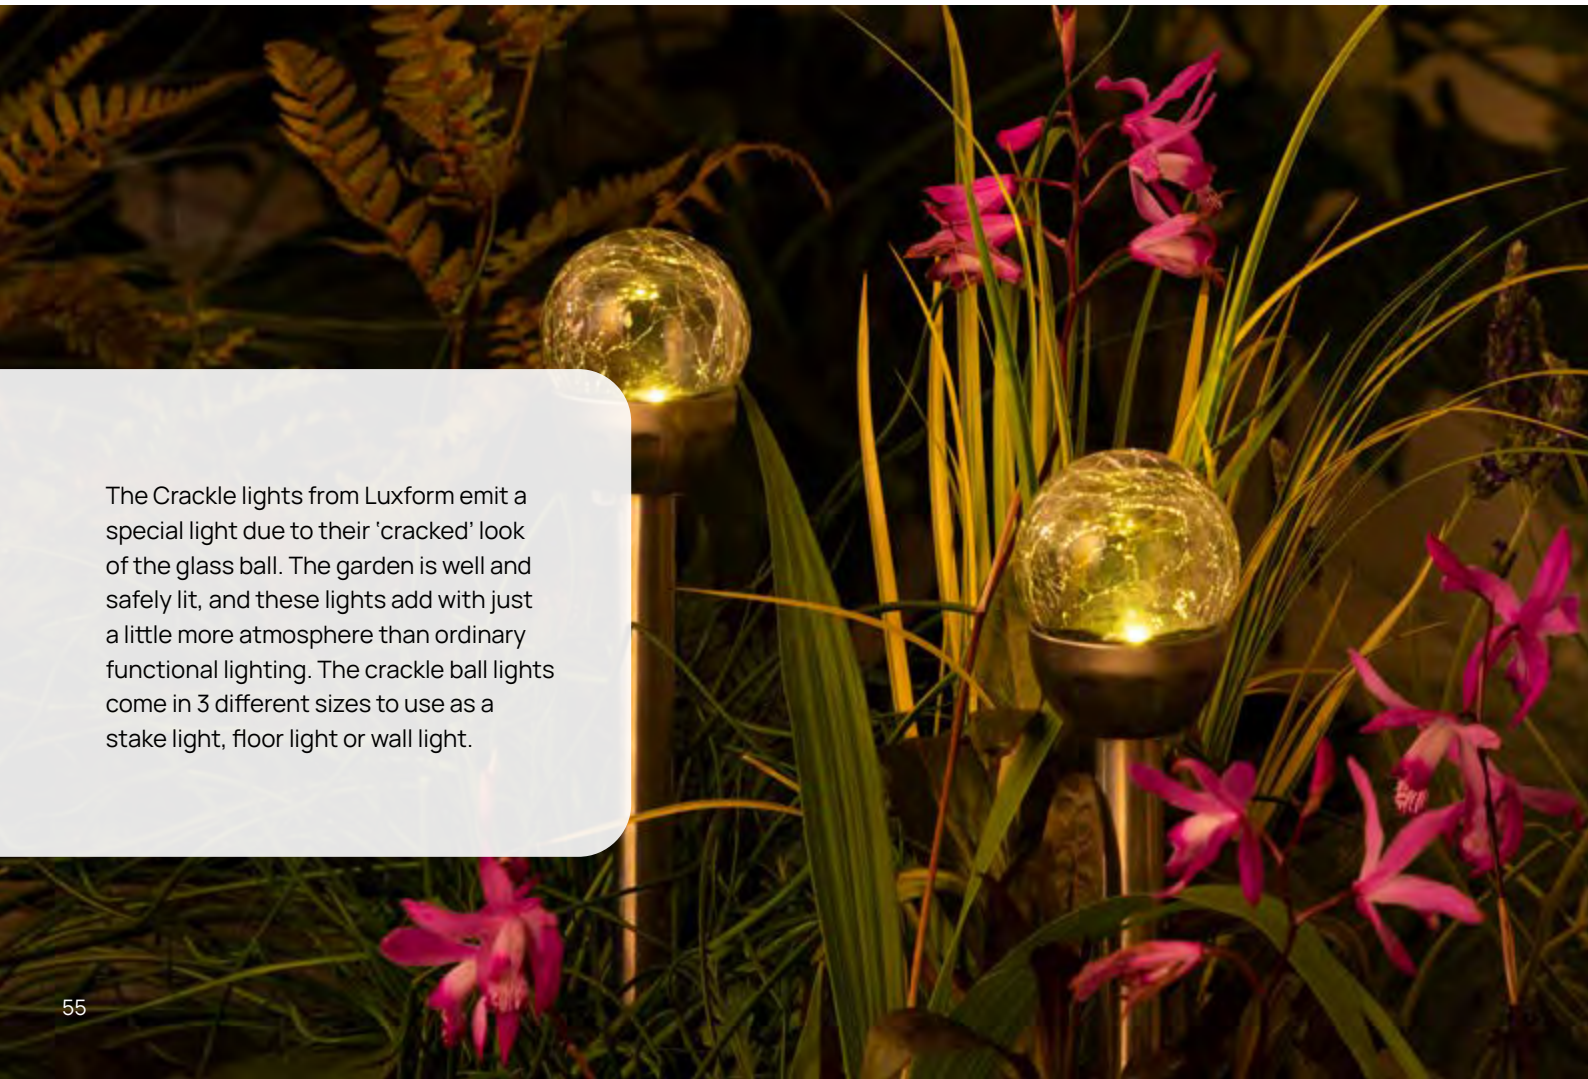 The Crackle lights from Luxform emit a
special light due to their ‘cracked’ look
of the glass ball. The garden is well and
safely lit, and these lights add with just
a little more atmosphere than ordinary
functional lighting. The crackle ball lights
come in 3 different sizes to use as a
stake light, floor light or wall light.
55